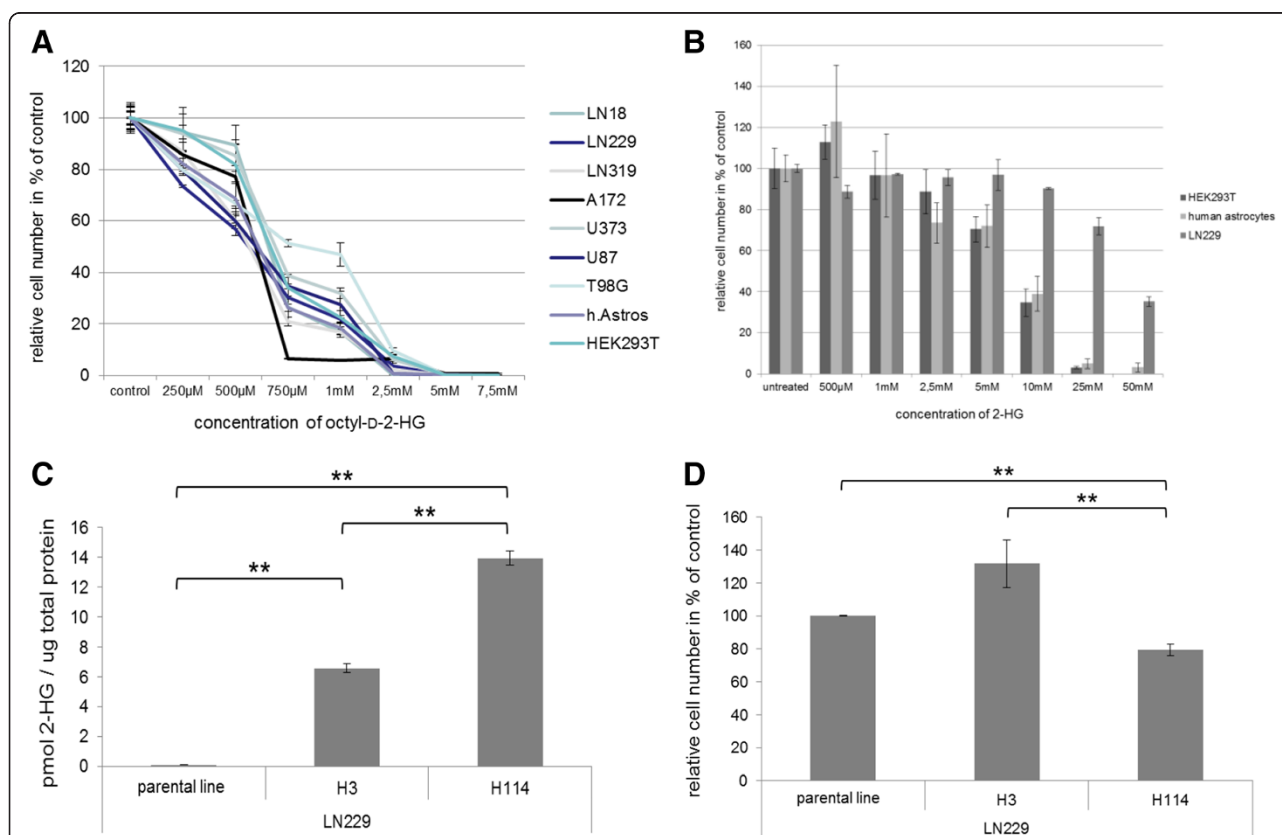 A
relative cell number in % of control
120
100
80
60
40
20
0
control 250µM 500µM 750µM 1mM 2,5mM 5mM 7,5mM
concentration of octyl-D-2-HG
LN18
LN229
LN319
A172
U373
U87
T98G
h.Astros
HEK293T
B
relative cell number in % of control
160
140
120
100
80
60
40
20
0
untreated 500µM 1mM 2,5mM 5mM 10mM 25mM 50mM
concentration of 2-HG
HEK293T
human astrocytes
LN229
C
pmol 2-HG / ug total protein
**
**
**
16
14
12
10
8
6
4
2
0
parental line H3 H114
LN229
D
relative cell number in % of control
**
**
160
140
120
100
80
60
40
20
0
parental line H3 H114
LN229